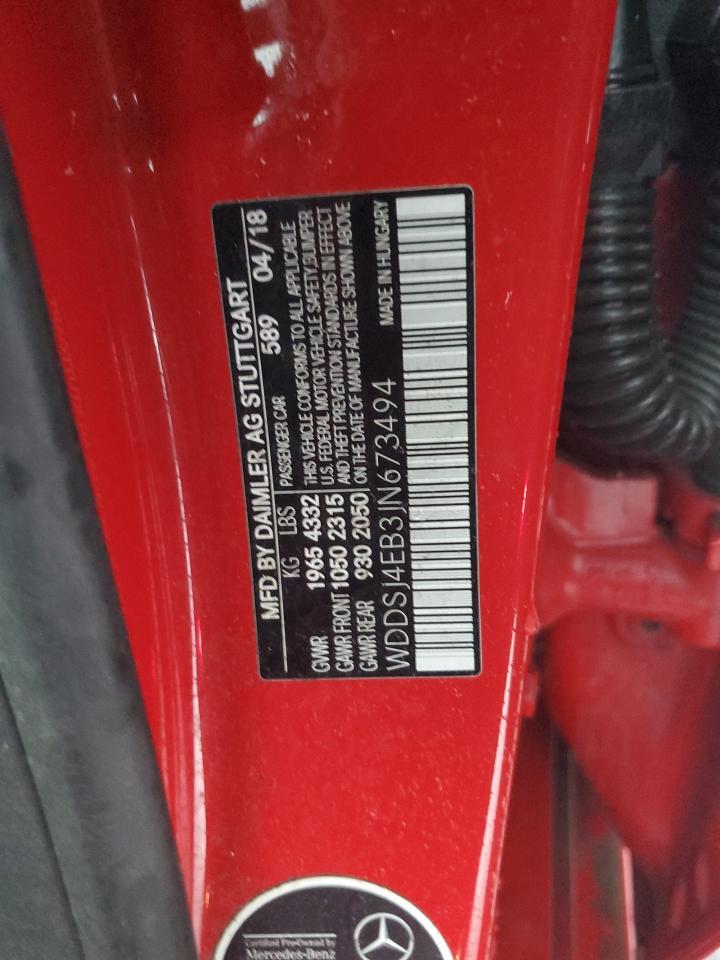 MFD BY DAIMLER AG STUTTGART
KG LBS PASSENGER CAR 589 04/18
GVWR 1965 4332 THIS VEHICLE CONFORMS TO ALL APPLICABLE
U.S. FEDERAL MOTOR VEHICLE SAFETY, BUMPER
GAWR FRONT 1050 2315 AND THEFT PREVENTION STANDARDS IN EFFECT
GAWR REAR 930 2050 ON THE DATE OF MANUFACTURE SHOWN ABOVE
WDDSJ4EB3JN673494 MADE IN HUNGARY
Certified Pre-Owned by
Mercedes-Benz